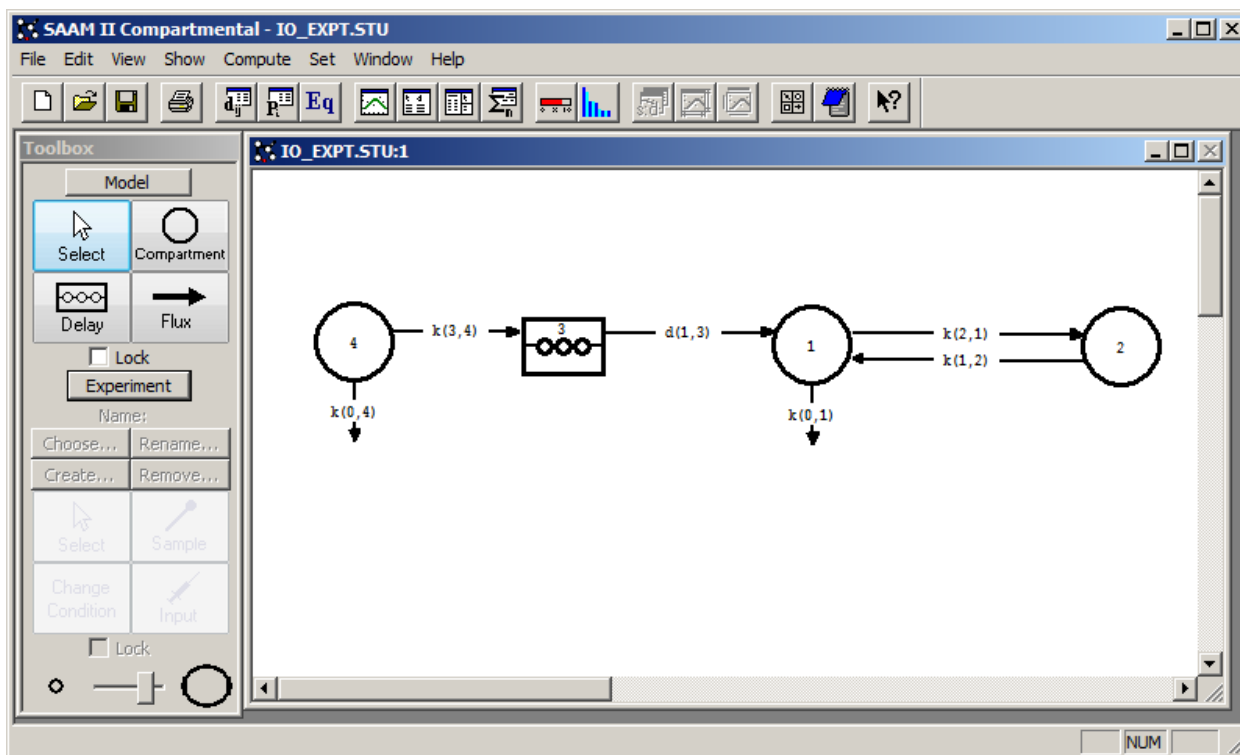 SAAM II Compartmental - IO_EXPT.STU
File Edit View Show Compute Set Window Help
Eq
Toolbox
Model
Select Compartment
Delay Flux
Lock
Experiment
Name:
Choose... Rename...
Create... Remove...
Select Sample
Change Condition Input
Lock
IO_EXPT.STU:1
4 k(3,4) 3 d(1,3) 1 k(2,1) 2
k(1,2)
k(0,4) k(0,1)
NUM